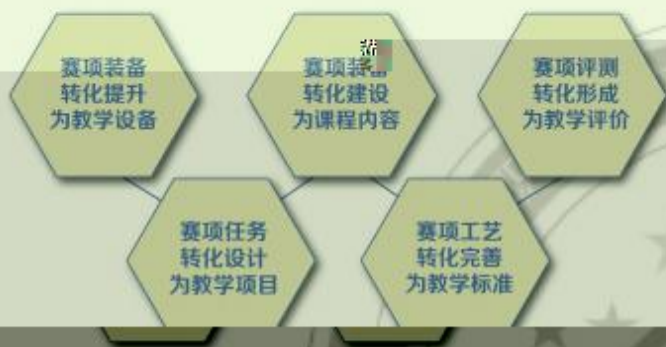 赛项装备
转化提升
为教学设备
赛项装备
转化建设
为课程内容
赛项评测
转化形成
为教学评价
赛项任务
转化设计
为教学项目
赛项工艺
转化完善
为教学标准